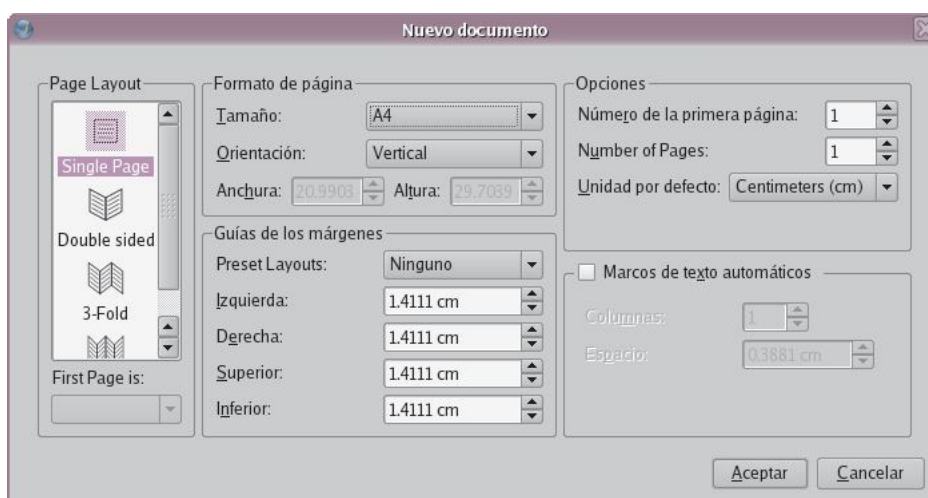 Nuevo documento
Page Layout
Single Page
Double sided
3-Fold
First Page is:
Formato de página
Tamaño: A4
Orientación: Vertical
Anchura: 20.9903 Altura: 29.7039
Guías de los márgenes
Preset Layouts: Ninguno
Izquierda: 1.4111 cm
Derecha: 1.4111 cm
Superior: 1.4111 cm
Inferior: 1.4111 cm
Opciones
Número de la primera página: 1
Number of Pages: 1
Unidad por defecto: Centimeters (cm)
Marcos de texto automáticos
Columnas: 1
Espacio: 0.3881 cm
Aceptar Cancelar